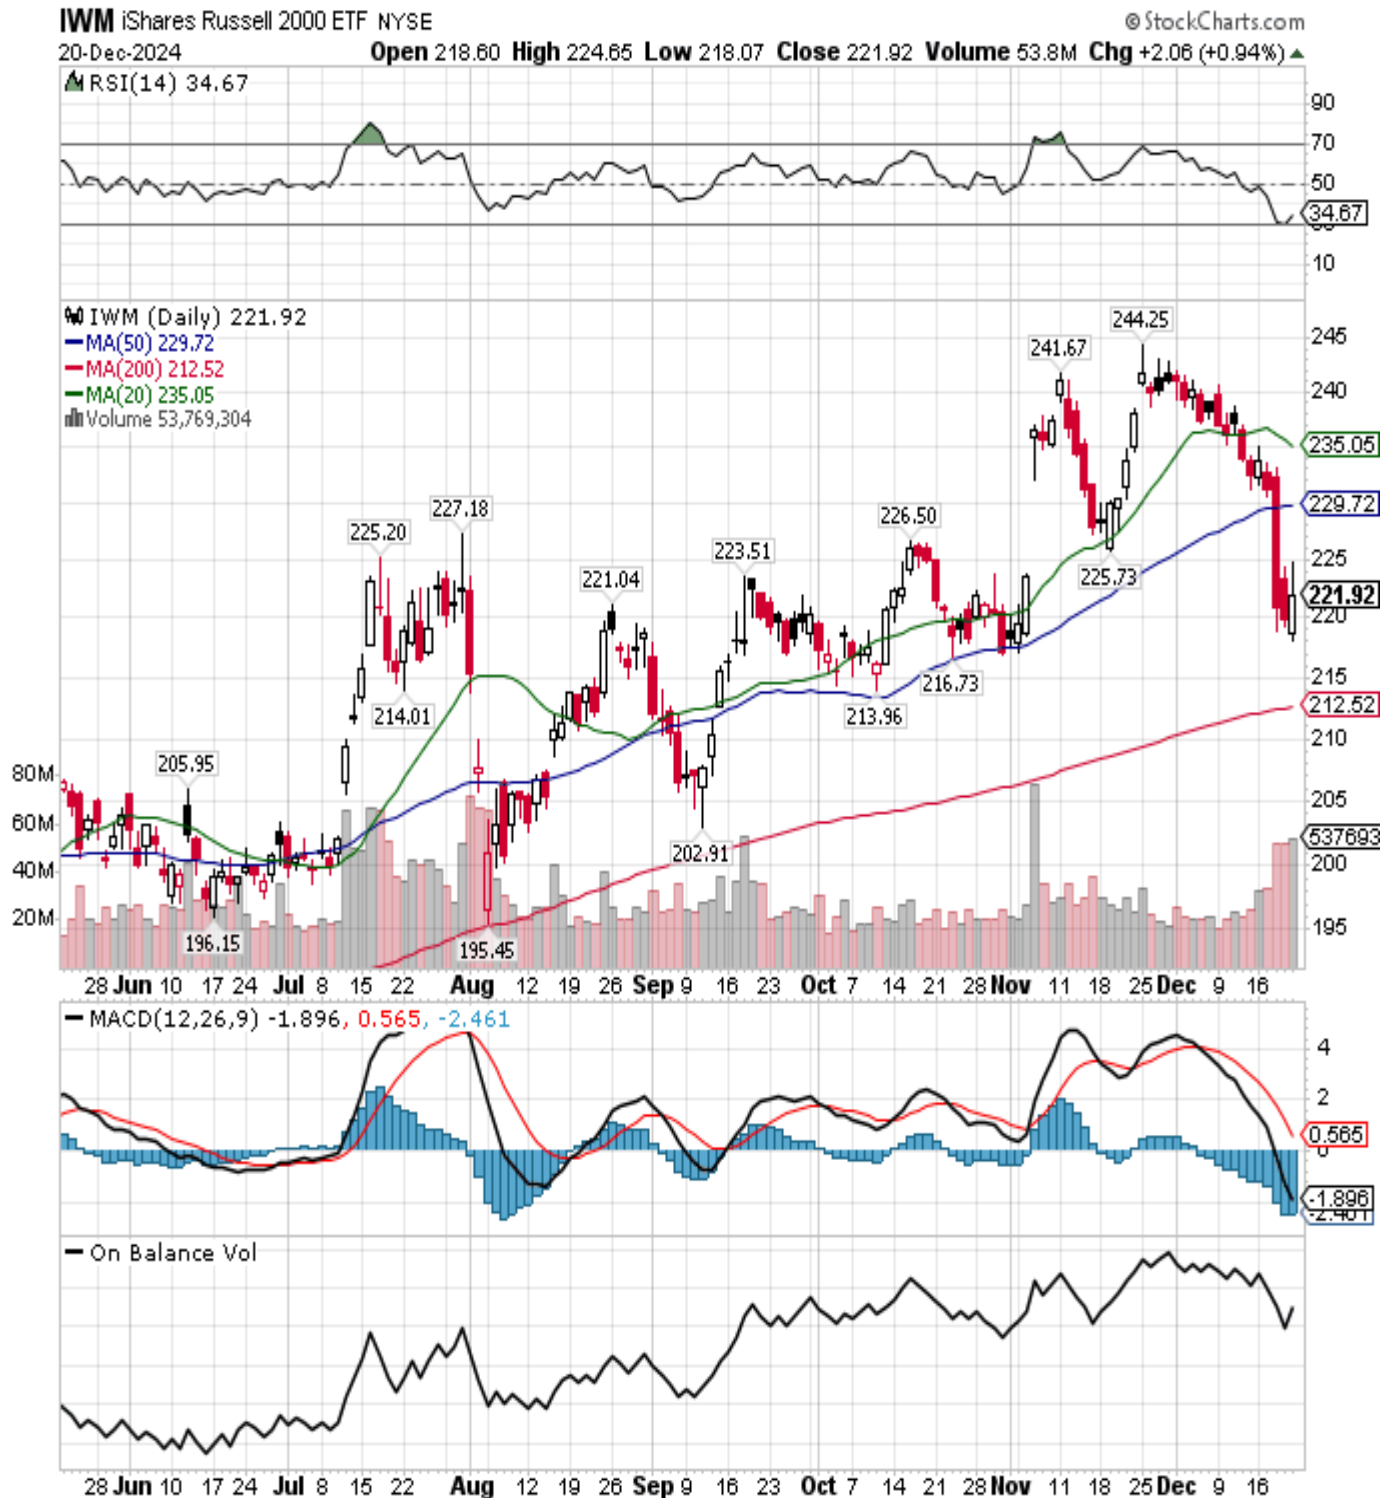 IWM iShares Russell 2000 ETF NYSE © StockCharts.com
20-Dec-2024 Open 218.60 High 224.65 Low 218.07 Close 221.92 Volume 53.8M Chg +2.06 (+0.94%)
RSI(14) 34.67
90
70
50
34.67
10
IWM (Daily) 221.92
MA(50) 229.72
MA(200) 212.52
MA(20) 235.05
Volume 53,769,304
244.25
241.67
227.18
225.20
226.50
223.51
221.04
225.73
214.01
213.96
216.73
205.95
202.91
196.15
195.45
245
240
235.05
229.72
225
221.92
220
215
212.52
210
205
537693
200
195
80M
60M
40M
20M
28 Jun 10 17 24 Jul 8 15 22 Aug 12 19 26 Sep 9 16 23 Oct 7 14 21 28 Nov 11 18 25 Dec 9 16
MACD(12,26,9) -1.896, 0.565, -2.461
4
2
0.565
0
-1.896
-2.461
On Balance Vol
28 Jun 10 17 24 Jul 8 15 22 Aug 12 19 26 Sep 9 16 23 Oct 7 14 21 28 Nov 11 18 25 Dec 9 16